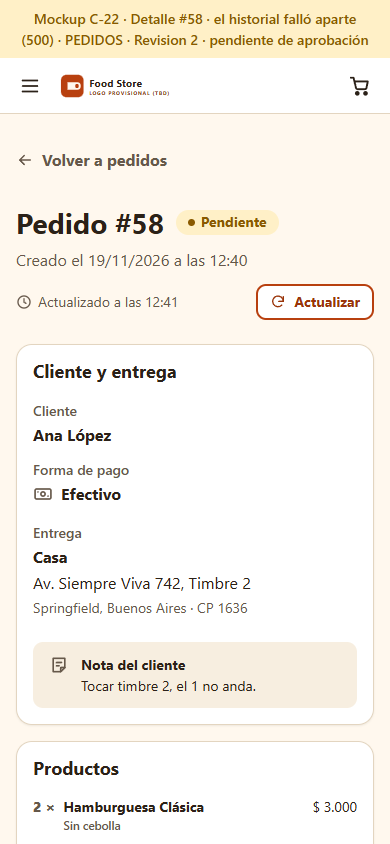 Mockup C-22 · Detalle #58 · el historial falló aparte
(500) · PEDIDOS · Revision 2 · pendiente de aprobación
Food Store
LOGO PROVISIONAL (TBD)
Volver a pedidos
Pedido #58
Pendiente
Creado el 19/11/2026 a las 12:40
Actualizado a las 12:41
Actualizar
Cliente y entrega
Cliente
Ana López
Forma de pago
Efectivo
Entrega
Casa
Av. Siempre Viva 742, Timbre 2
Springfield, Buenos Aires · CP 1636
Nota del cliente
Tocar timbre 2, el 1 no anda.
Productos
2 × Hamburguesa Clásica $ 3.000
Sin cebolla